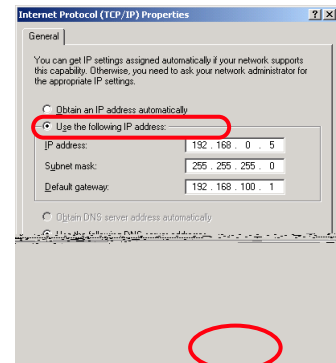 Internet Protocol (TCP/IP) Properties
General
You can get IP settings assigned automatically if your network supports
this capability. Otherwise, you need to ask your network administrator for
the appropriate IP settings.
Obtain an IP address automatically
Use the following IP address:
IP address: 192 . 168 . 0 . 5
Subnet mask: 255 . 255 . 255 . 0
Default gateway: 192 . 168 . 100 . 1
Obtain DNS server address automatically